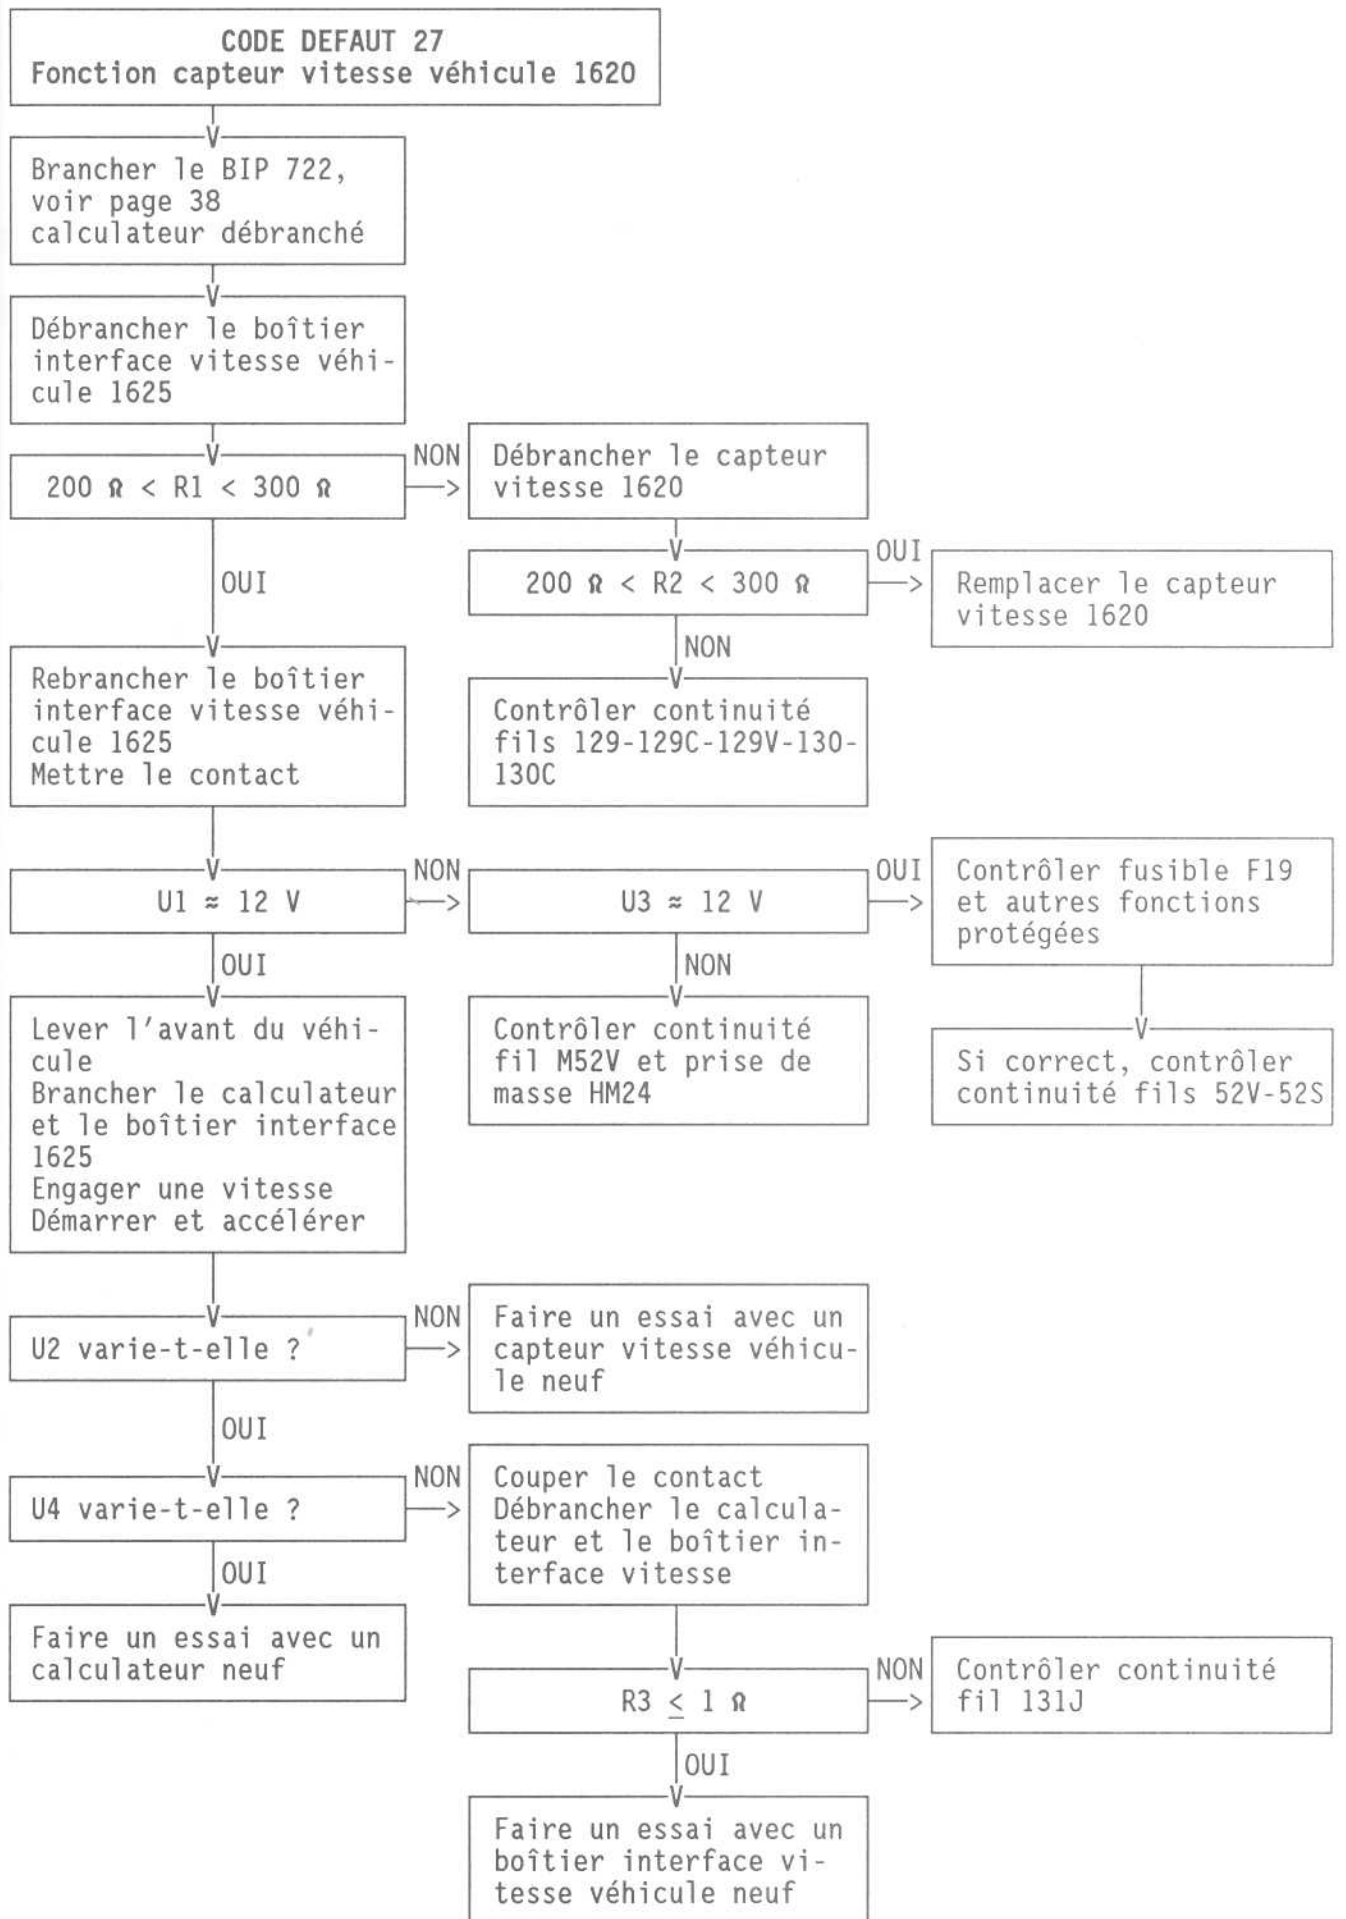 CODE DEFAUT 27
Fonction capteur vitesse véhicule 1620
Brancher le BIP 722,
voir page 38
calculateur débranché
Débrancher le boîtier
interface vitesse véhi-
cule 1625
200 Ω < R1 < 300 Ω
NON
Débrancher le capteur
vitesse 1620
OUI
200 Ω < R2 < 300 Ω
OUI
Remplacer le capteur
vitesse 1620
NON
Contrôler continuité
fils 129-129C-129V-130-
130C
Rebrancher le boîtier
interface vitesse véhi-
cule 1625
Mettre le contact
U1 ≈ 12 V
NON
U3 ≈ 12 V
OUI
Contrôler fusible F19
et autres fonctions
protégées
OUI
NON
Contrôler continuité
fil M52V et prise de
masse HM24
Si correct, contrôler
continuité fils 52V-52S
Lever l'avant du véhi-
cule
Brancher le calculateur
et le boîtier interface
1625
Engager une vitesse
Démarrer et accélérer
U2 varie-t-elle ?
NON
Faire un essai avec un
capteur vitesse véhicu-
le neuf
OUI
U4 varie-t-elle ?
NON
Couper le contact
Débrancher le calcula-
teur et le boîtier in-
terface vitesse
OUI
Faire un essai avec un
calculateur neuf
R3 ≤ 1 Ω
NON
Contrôler continuité
fil 131J
OUI
Faire un essai avec un
boîtier interface vi-
tesse véhicule neuf